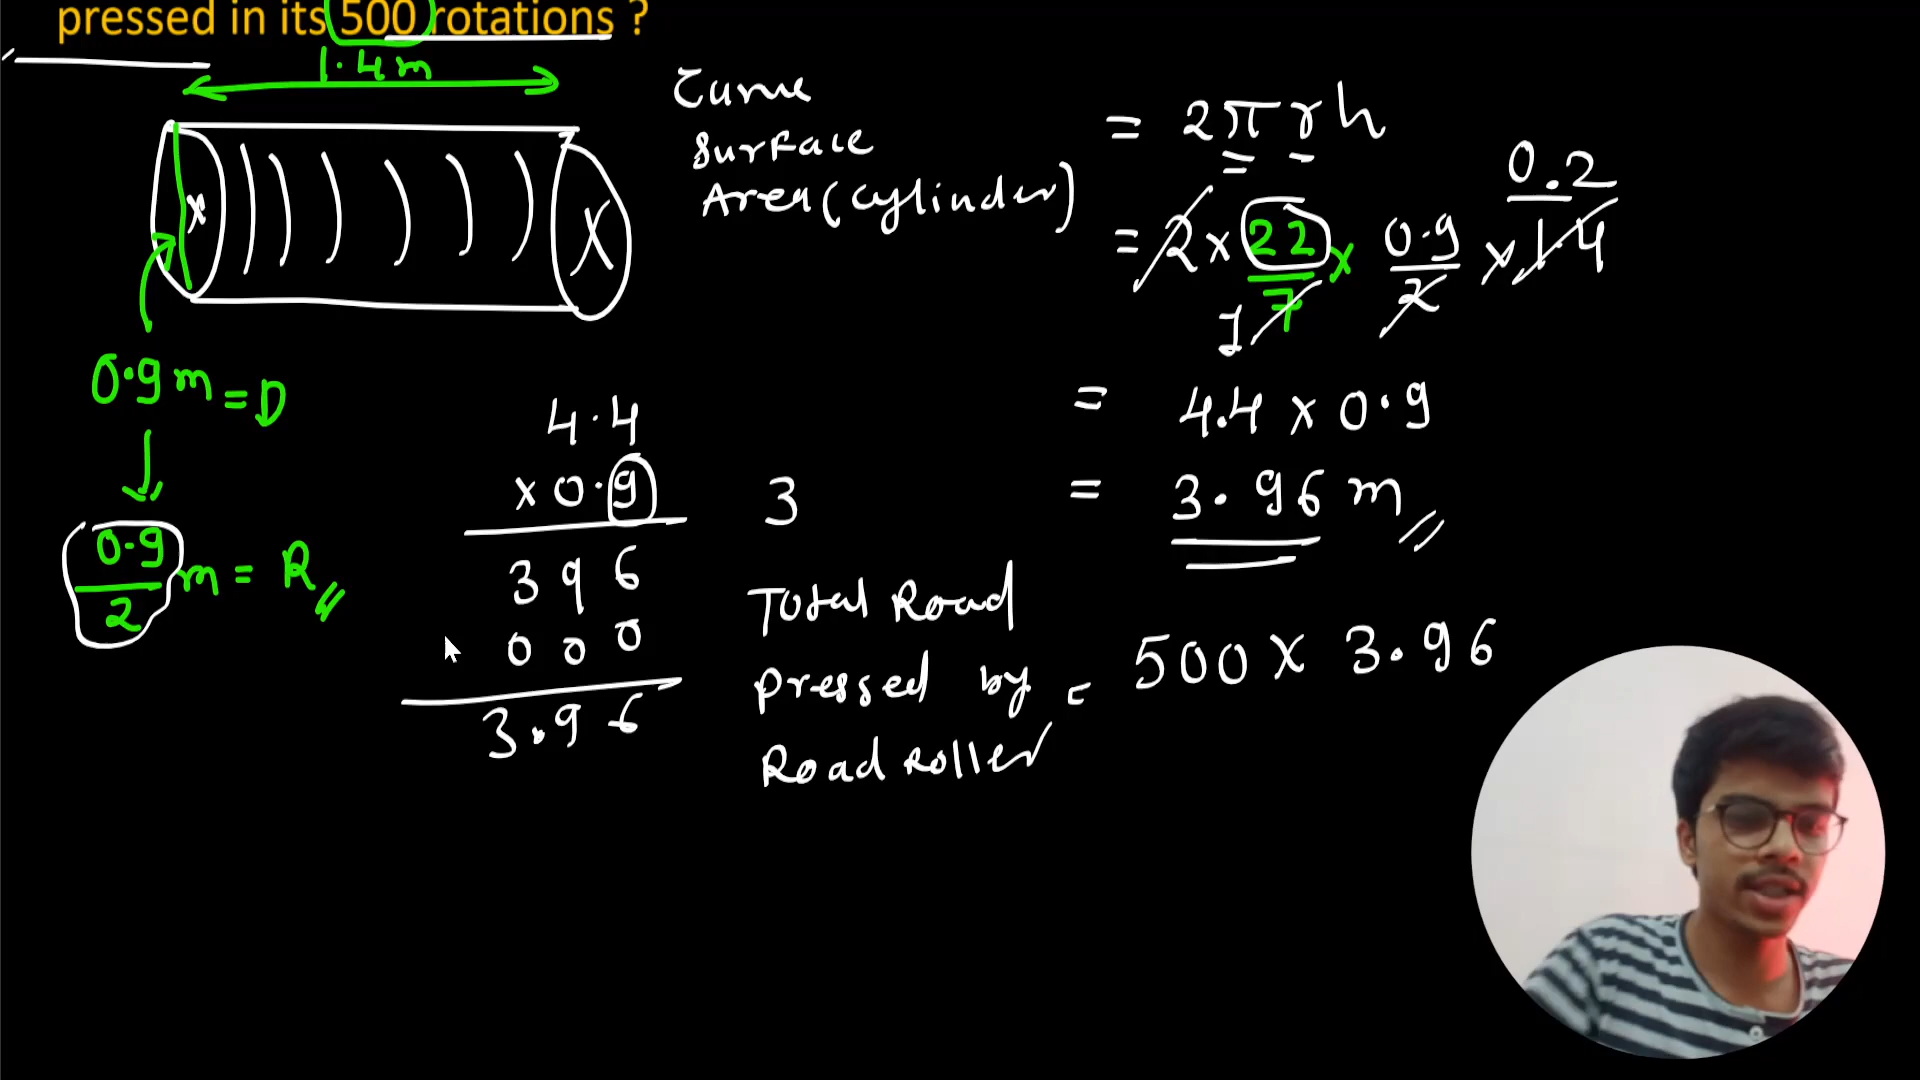 pressed in its 500 rotations ?
1.4m
Curve
Surface
Area(cylinder)
= 2πrh
0.2
= 2 x 22 x 0.9 x 1.4
7 2
1
x
X
0.9m = D
0.9
2
m = R
4.4
x 0.9
396
000
3.96
3
= 4.4 x 0.9
= 3.96 m
Total Road
pressed by = 500 x 3.96
Road roller